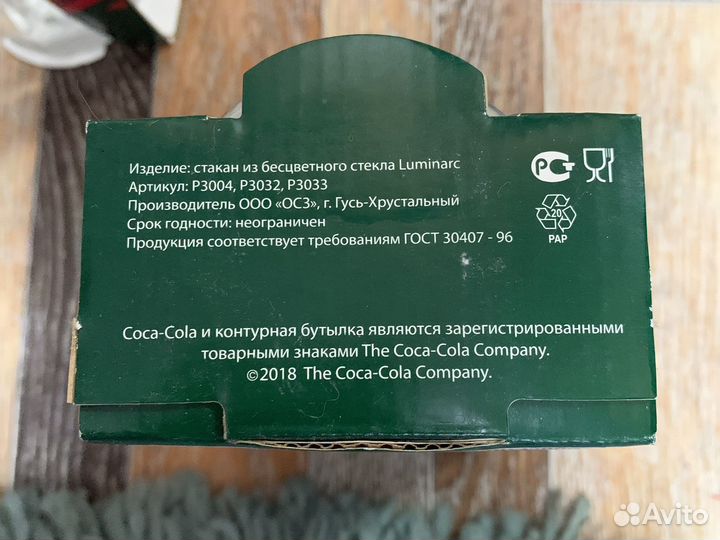 Изделие: стакан из бесцветного стекла Luminarc
Артикул: P3004, P3032, P3033
Производитель ООО «ОСЗ», г. Гусь-Хрустальный
Срок годности: неограничен
Продукция соответствует требованиям ГОСТ 30407 - 96
РСТ
20
PAP
Coca-Cola и контурная бутылка являются зарегистрированными
товарными знаками The Coca-Cola Company.
©2018 The Coca-Cola Company.
Avito